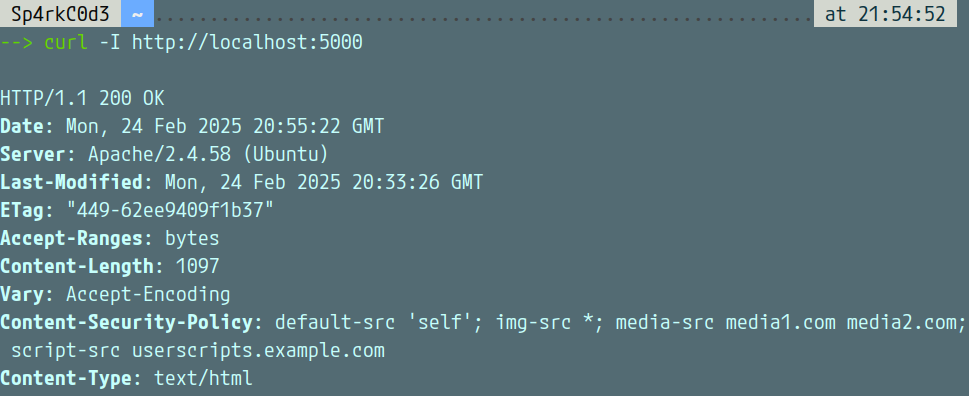 Sp4rkC0d3 ~ at 21:54:52
--> curl -I http://localhost:5000
HTTP/1.1 200 OK
Date: Mon, 24 Feb 2025 20:55:22 GMT
Server: Apache/2.4.58 (Ubuntu)
Last-Modified: Mon, 24 Feb 2025 20:33:26 GMT
ETag: "449-62ee9409f1b37"
Accept-Ranges: bytes
Content-Length: 1097
Vary: Accept-Encoding
Content-Security-Policy: default-src 'self'; img-src *; media-src media1.com media2.com;
script-src userscripts.example.com
Content-Type: text/html